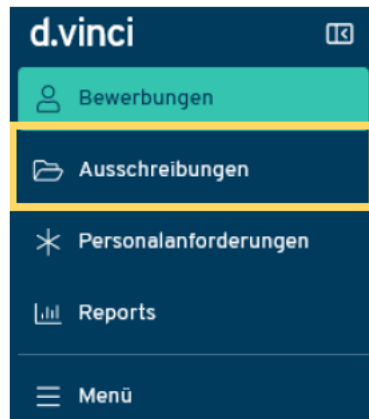 d.vinci
Bewerbungen
Ausschreibungen
Personalanforderungen
Reports
Menü